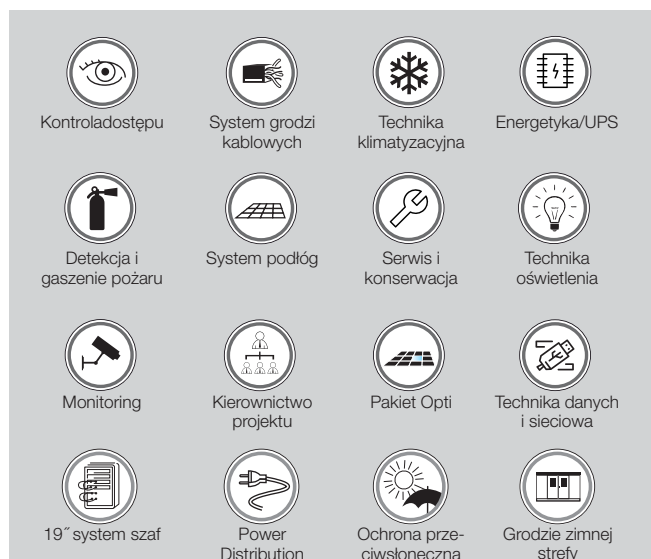 Kontroladostępu
System grodzi
kablowych
Technika
klimatyzacyjna
Energetyka/UPS
Detekcja i
gaszenie pożaru
System podłóg
Serwis i
konserwacja
Technika
oświetlenia
Monitoring
Kierownictwo
projektu
Pakiet Opti
Technika danych
i sieciowa
19˝ system szaf
Power
Distribution
Ochrona prze-
ciwsłoneczna
Grodzie zimnej
strefy